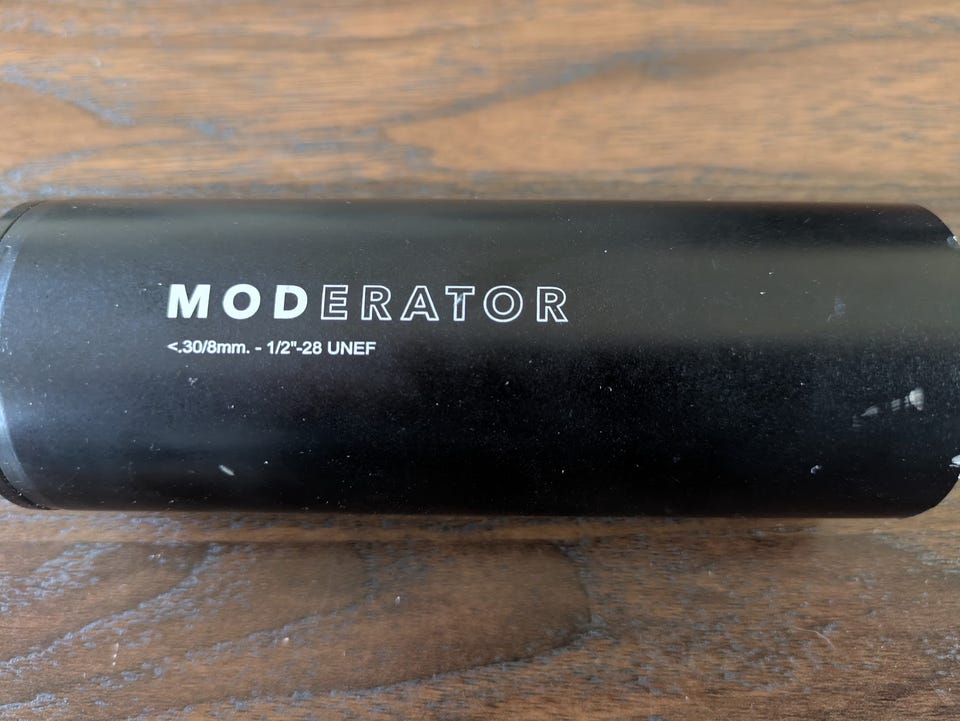 MODERATOR
<.30/8mm. - 1/2"-28 UNEF